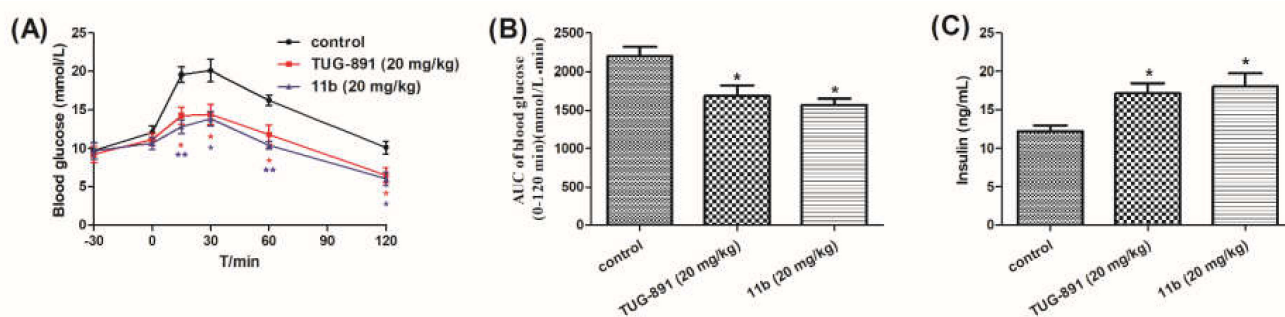 (A)
Blood glucose (mmol/L)
25
20
15
10
5
0
-30
0
30
60
90
120
T/min
control
TUG-891 (20 mg/kg)
11b (20 mg/kg)
*
**
*
*
*
**
*
*
(B)
AUC of blood glucose
(0-120 min)(mmol/L •min)
2500
2000
1500
1000
500
0
*
*
control
TUG-891 (20 mg/kg)
11b (20 mg/kg)
(C)
Insulin (ng/mL)
25
20
15
10
5
0
*
*
control
TUG-891 (20 mg/kg)
11b (20 mg/kg)